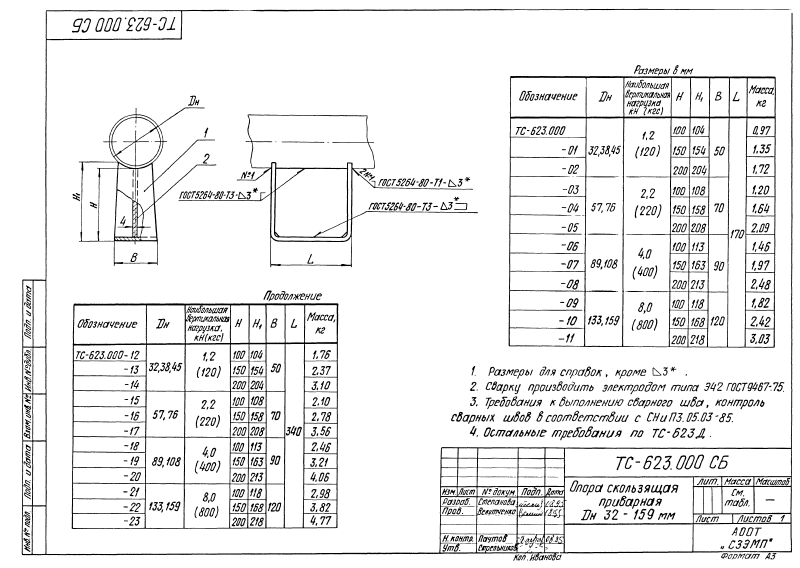 ТС-623.000 СБ
Dн
1
2
H₁
H
4
B
№1
2 км
ГОСТ5264-80-Т1-◺3*
ГОСТ5264-80-Т3-◺3*
ГОСТ5264-80-Т3-◺3*
L
Размеры в мм
Обозначение Dн Наибольшая вертикальная нагрузка кН (кгс) H H₁ B L Масса, кг
ТС-623.000 32,38,45 1,2 (120) 100 104 50 170 0,97
-01 150 154 1,35
-02 200 204 1,72
-03 57,76 2,2 (220) 100 108 70 1,20
-04 150 158 1,64
-05 200 208 2,09
-06 89,108 4,0 (400) 100 113 90 1,46
-07 150 163 1,97
-08 200 213 2,48
-09 133,159 8,0 (800) 100 118 120 1,82
-10 150 168 2,42
-11 200 218 3,03
Продолжение
Обозначение Dн Наибольшая вертикальная нагрузка, кН(кгс) H H₁ B L Масса, кг
ТС-623.000-12 32,38,45 1,2 (120) 100 104 50 340 1,76
-13 150 154 2,37
-14 200 204 3,10
-15 57,76 2,2 (220) 100 108 70 2,10
-16 150 158 2,78
-17 200 208 3,56
-18 89,108 4,0 (400) 100 113 90 2,46
-19 150 163 3,21
-20 200 213 4,06
-21 133,159 8,0 (800) 100 118 120 2,98
-22 150 168 3,82
-23 200 218 4,77
1. Размеры для справок, кроме ◺3*.
2. Сварку производить электродом типа Э42 ГОСТ9467-75.
3. Требования к выполнению сварного шва, контроль
сварных швов в соответствии с СНиП3.05.03-85.
4. Остальные требования по ТС-623Д.
Инв.№ подл. Подп. и дата Взам.инв.№ Инв.№дубл. Подп. и дата
ТС-623.000 СБ
Изм. Лист № докум Подп. Дата
Разраб. Степанова
Пров.
Н.контр. Паутов
Утв.
Опора скользящая
приварная
Dн 32 - 159 мм
Лит. Масса Масштаб
См. табл. —
Лист Листов 1
АООТ
„СЗЭМП"
Коп. Иванова
Формат А3